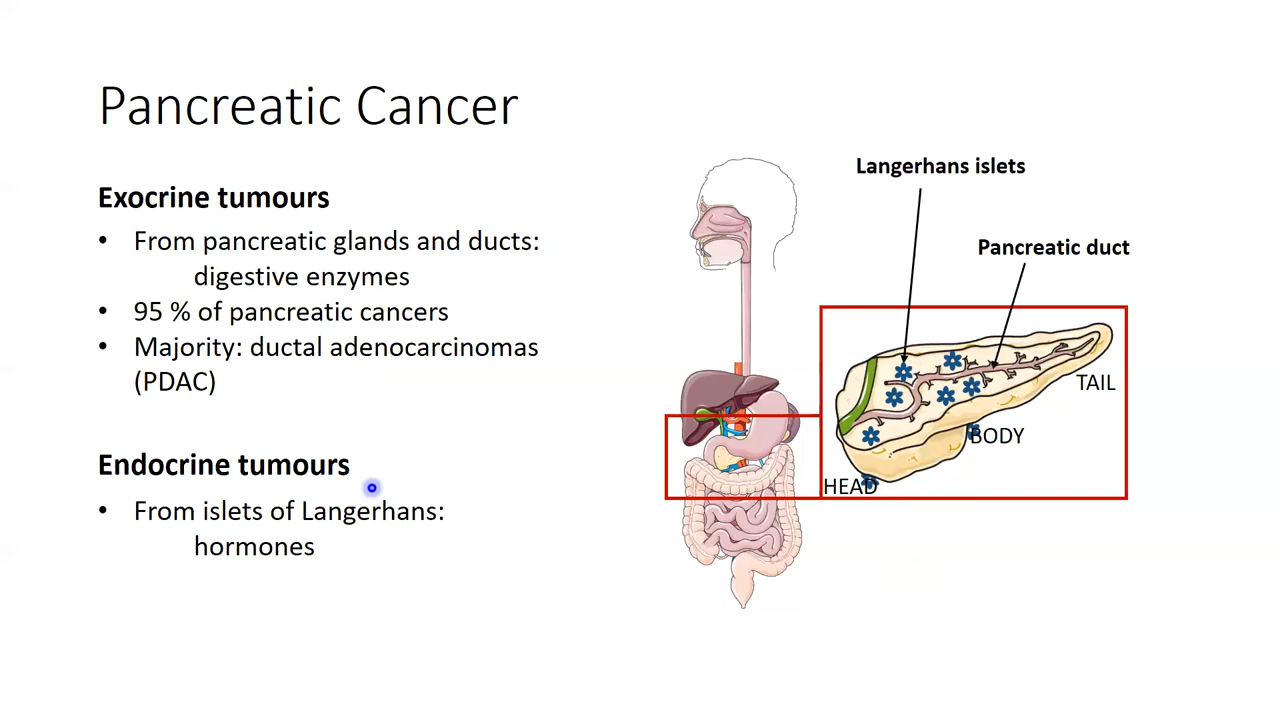 Pancreatic Cancer
Exocrine tumours
• From pancreatic glands and ducts:
digestive enzymes
• 95 % of pancreatic cancers
• Majority: ductal adenocarcinomas
(PDAC)
Endocrine tumours
• From islets of Langerhans:
hormones
Langerhans islets
Pancreatic duct
TAIL
BODY
HEAD